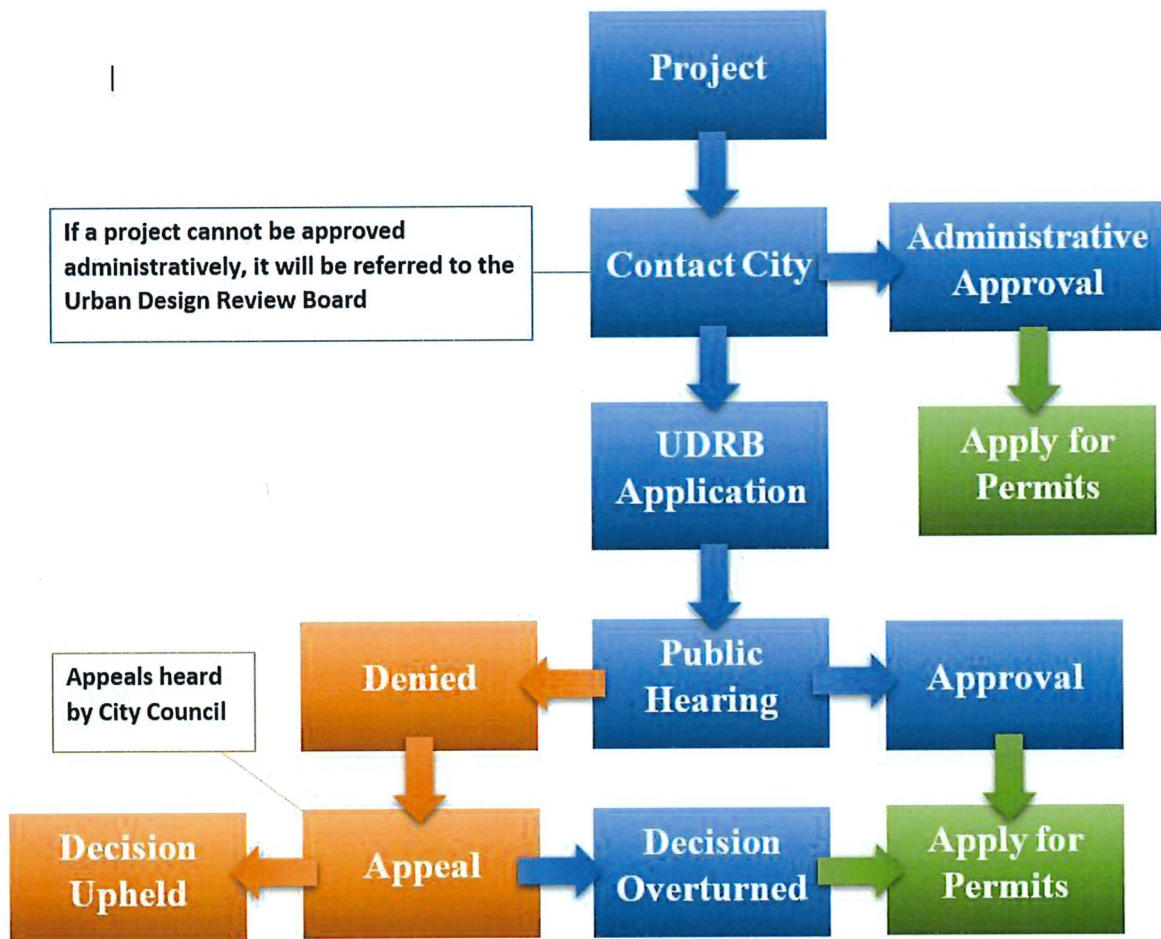 Project
If a project cannot be approved
administratively, it will be referred to the
Urban Design Review Board
Contact City
Administrative
Approval
UDRB
Application
Apply for
Permits
Appeals heard
by City Council
Denied
Public
Hearing
Approval
Decision
Upheld
Appeal
Decision
Overturned
Apply for
Permits